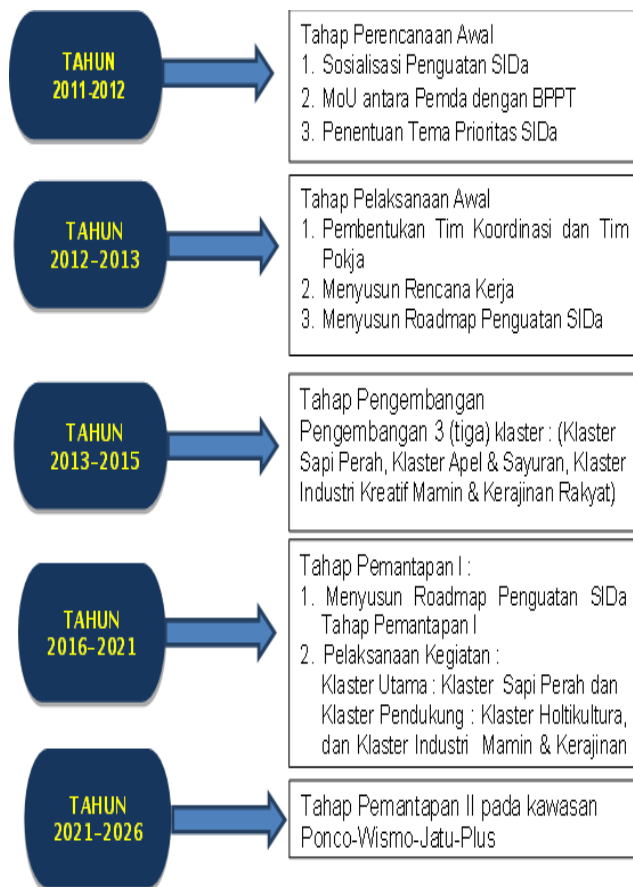 TAHUN
2011-2012
Tahap Perencanaan Awal
1. Sosialisasi Penguatan SIDa
2. MoU antara Pemda dengan BPPT
3. Penentuan Tema Prioritas SIDa
TAHUN
2012-2013
Tahap Pelaksanaan Awal
1. Pembentukan Tim Koordinasi dan Tim
Pokja
2. Menyusun Rencana Kerja
3. Menyusun Roadmap Penguatan SIDa
TAHUN
2013-2015
Tahap Pengembangan
Pengembangan 3 (tiga) klaster : (Klaster
Sapi Perah, Klaster Apel & Sayuran, Klaster
Industri Kreatif Mamin & Kerajinan Rakyat)
TAHUN
2016-2021
Tahap Pemantapan I :
1. Menyusun Roadmap Penguatan SIDa
Tahap Pemantapan I
2. Pelaksanaan Kegiatan :
Klaster Utama : Klaster Sapi Perah dan
Klaster Pendukung : Klaster Holtikultura,
dan Klaster Industri Mamin & Kerajinan
TAHUN
2021-2026
Tahap Pemantapan II pada kawasan
Ponco-Wismo-Jatu-Plus